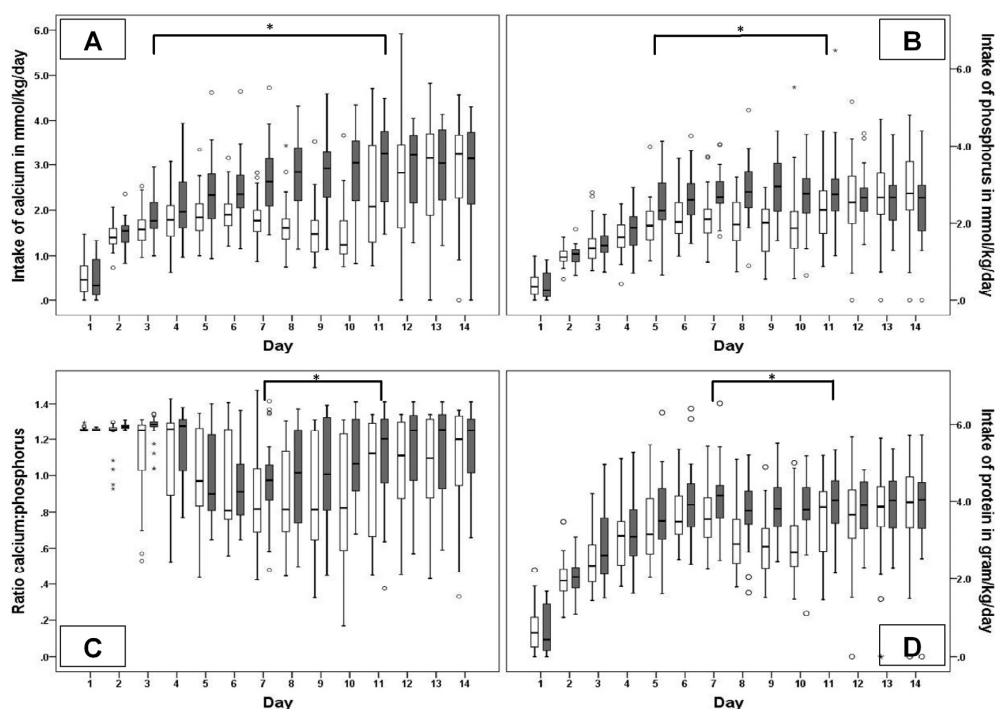 A
*
Intake of calcium in mmol/kg/day
6.0
5.0
4.0
3.0
2.0
1.0
.0
1 2 3 4 5 6 7 8 9 10 11 12 13 14
Day
B
*
Intake of phosphorus in mmol/kg/day
6.0
4.0
2.0
.0
1 2 3 4 5 6 7 8 9 10 11 12 13 14
Day
C
*
Ratio calcium:phosphorus
1.4
1.2
1.0
.8
.6
.4
.2
.0
1 2 3 4 5 6 7 8 9 10 11 12 13 14
Day
D
*
Intake of protein in gram/kg/day
6.0
4.0
2.0
.0
1 2 3 4 5 6 7 8 9 10 11 12 13 14
Day